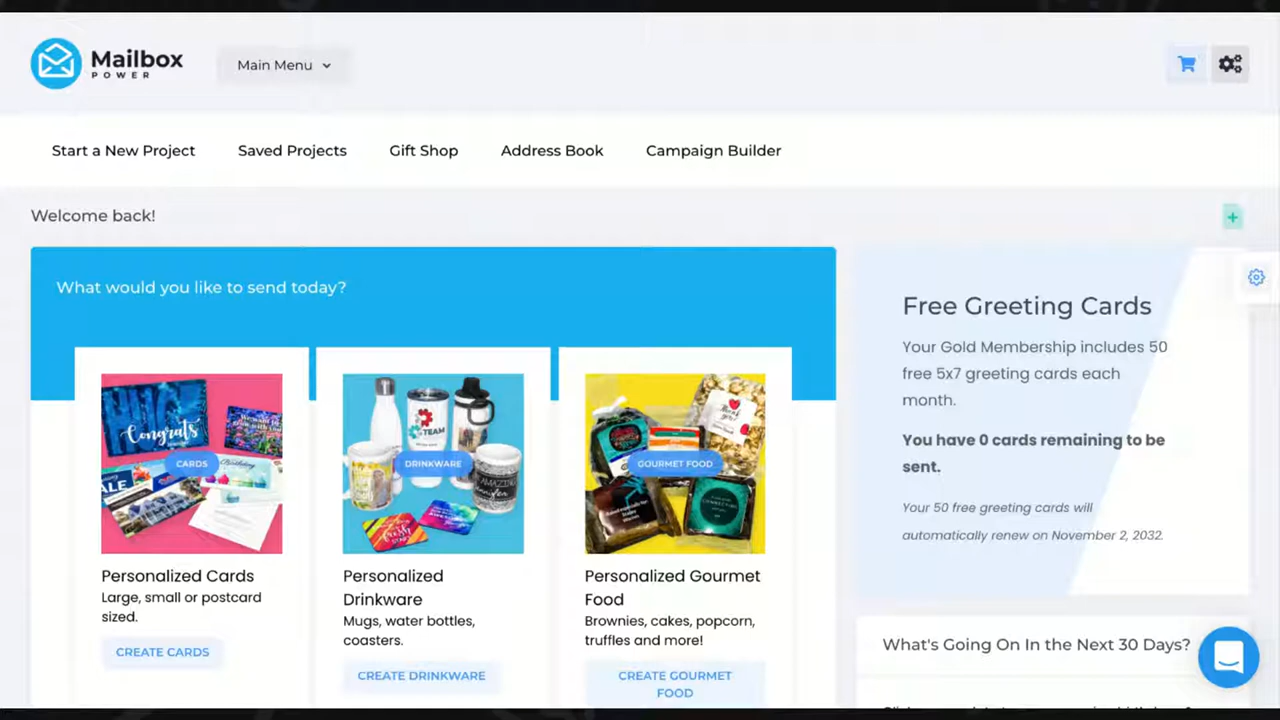 Mailbox
POWER
Main Menu
Start a New Project
Saved Projects
Gift Shop
Address Book
Campaign Builder
Welcome back!
What would you like to send today?
Congrats
SALE
CARDS
Personalized Cards
Large, small or postcard
sized.
CREATE CARDS
TEAM
DRINKWARE
AMAZING
Personalized
Drinkware
Mugs, water bottles,
coasters.
CREATE DRINKWARE
Thank
you!
GOURMET FOOD
Personalized Gourmet
Food
Brownies, cakes, popcorn,
truffles and more!
CREATE GOURMET
FOOD
Free Greeting Cards
Your Gold Membership includes 50
free 5x7 greeting cards each
month.
You have 0 cards remaining to be
sent.
Your 50 free greeting cards will
automatically renew on November 2, 2032.
What's Going On In the Next 30 Days?